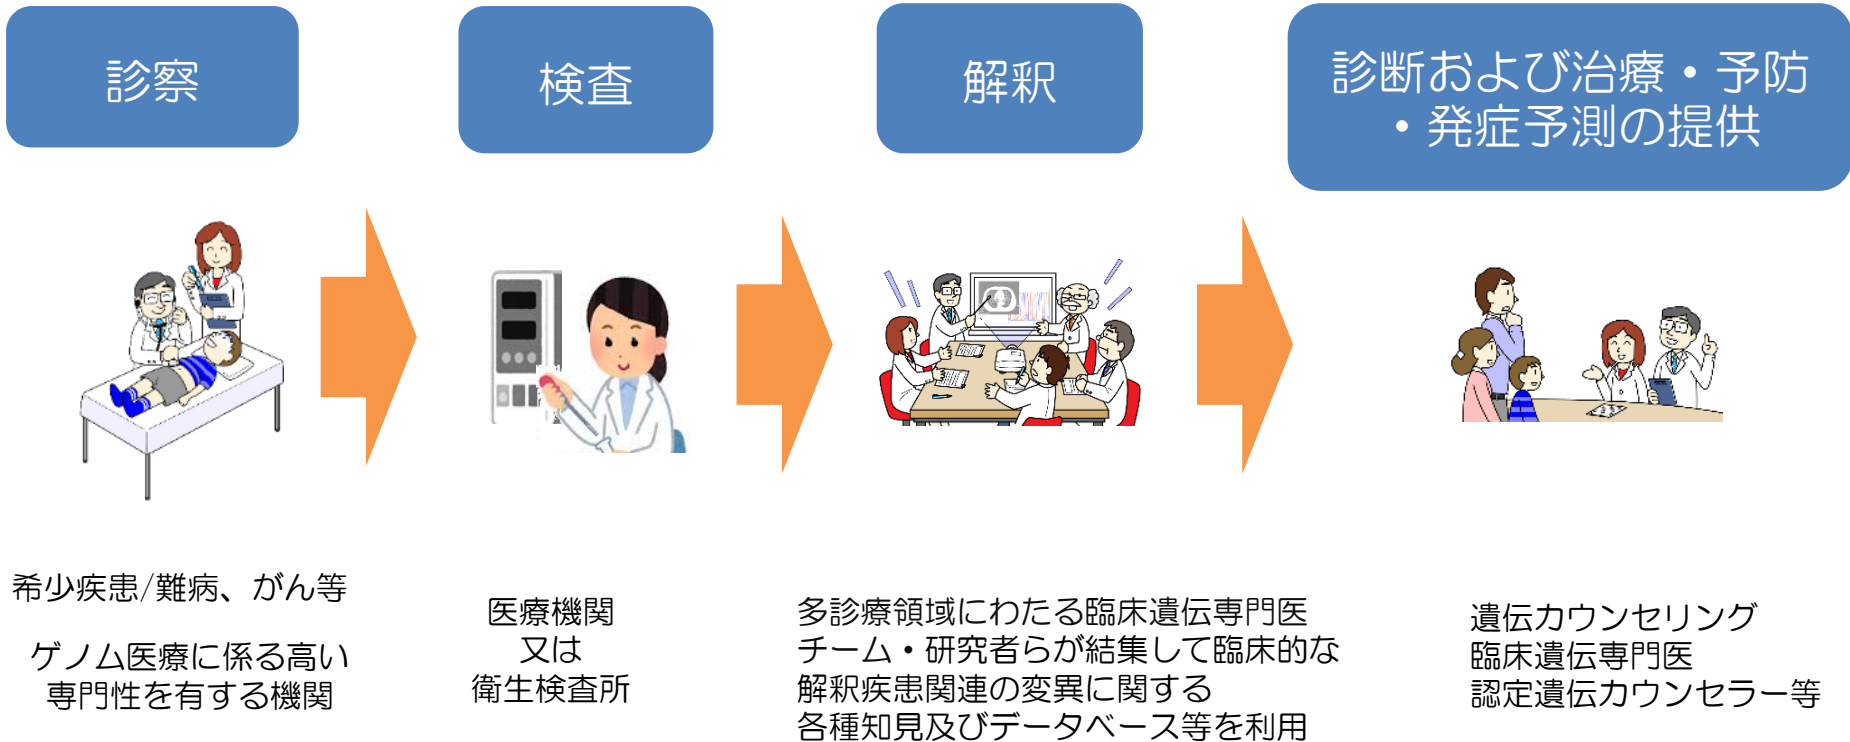 診察
検査
解釈
診断および治療・予防
・発症予測の提供
希少疾患/難病、がん等
ゲノム医療に係る高い
専門性を有する機関
医療機関
又は
衛生検査所
多診療領域にわたる臨床遺伝専門医
チーム・研究者らが結集して臨床的な
解釈疾患関連の変異に関する
各種知見及びデータベース等を利用
遺伝カウンセリング
臨床遺伝専門医
認定遺伝カウンセラー等